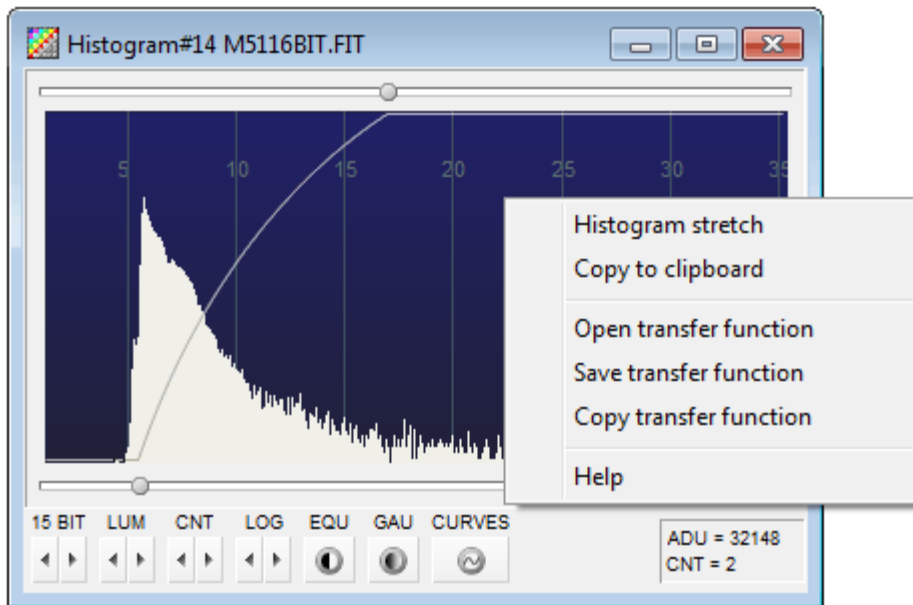 Histogram#14 M5116BIT.FIT
5 10 15 20 25 30 35
Histogram stretch
Copy to clipboard
Open transfer function
Save transfer function
Copy transfer function
Help
15 BIT LUM CNT LOG EQU GAU CURVES
ADU = 32148
CNT = 2